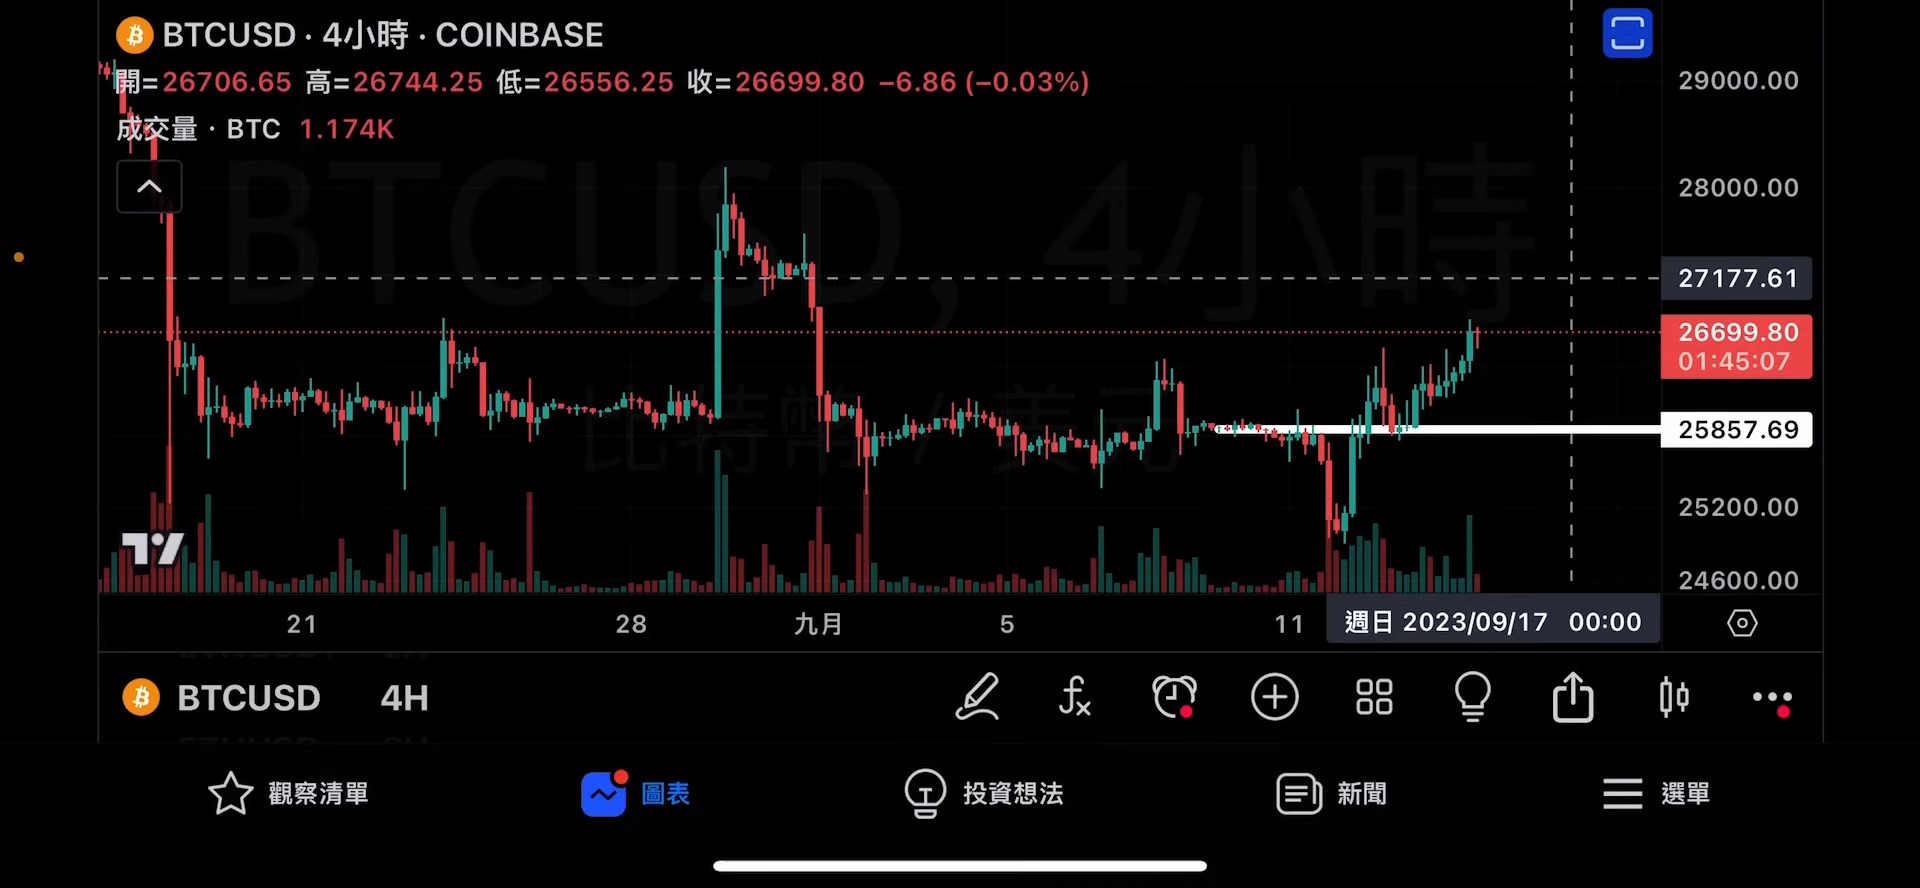 BTCUSD · 4小時 · COINBASE
開=26706.65 高=26744.25 低=26556.25 收=26699.80 −6.86 (−0.03%)
成交量 · BTC 1.174K
BTCUSD, 4小時
比特幣 / 美元
29000.00
28000.00
27177.61
26699.80
01:45:07
25857.69
25200.00
24600.00
21 28 九月 5 11 週日 2023/09/17 00:00
BTCUSD 4H
觀察清單 圖表 投資想法 新聞 選單